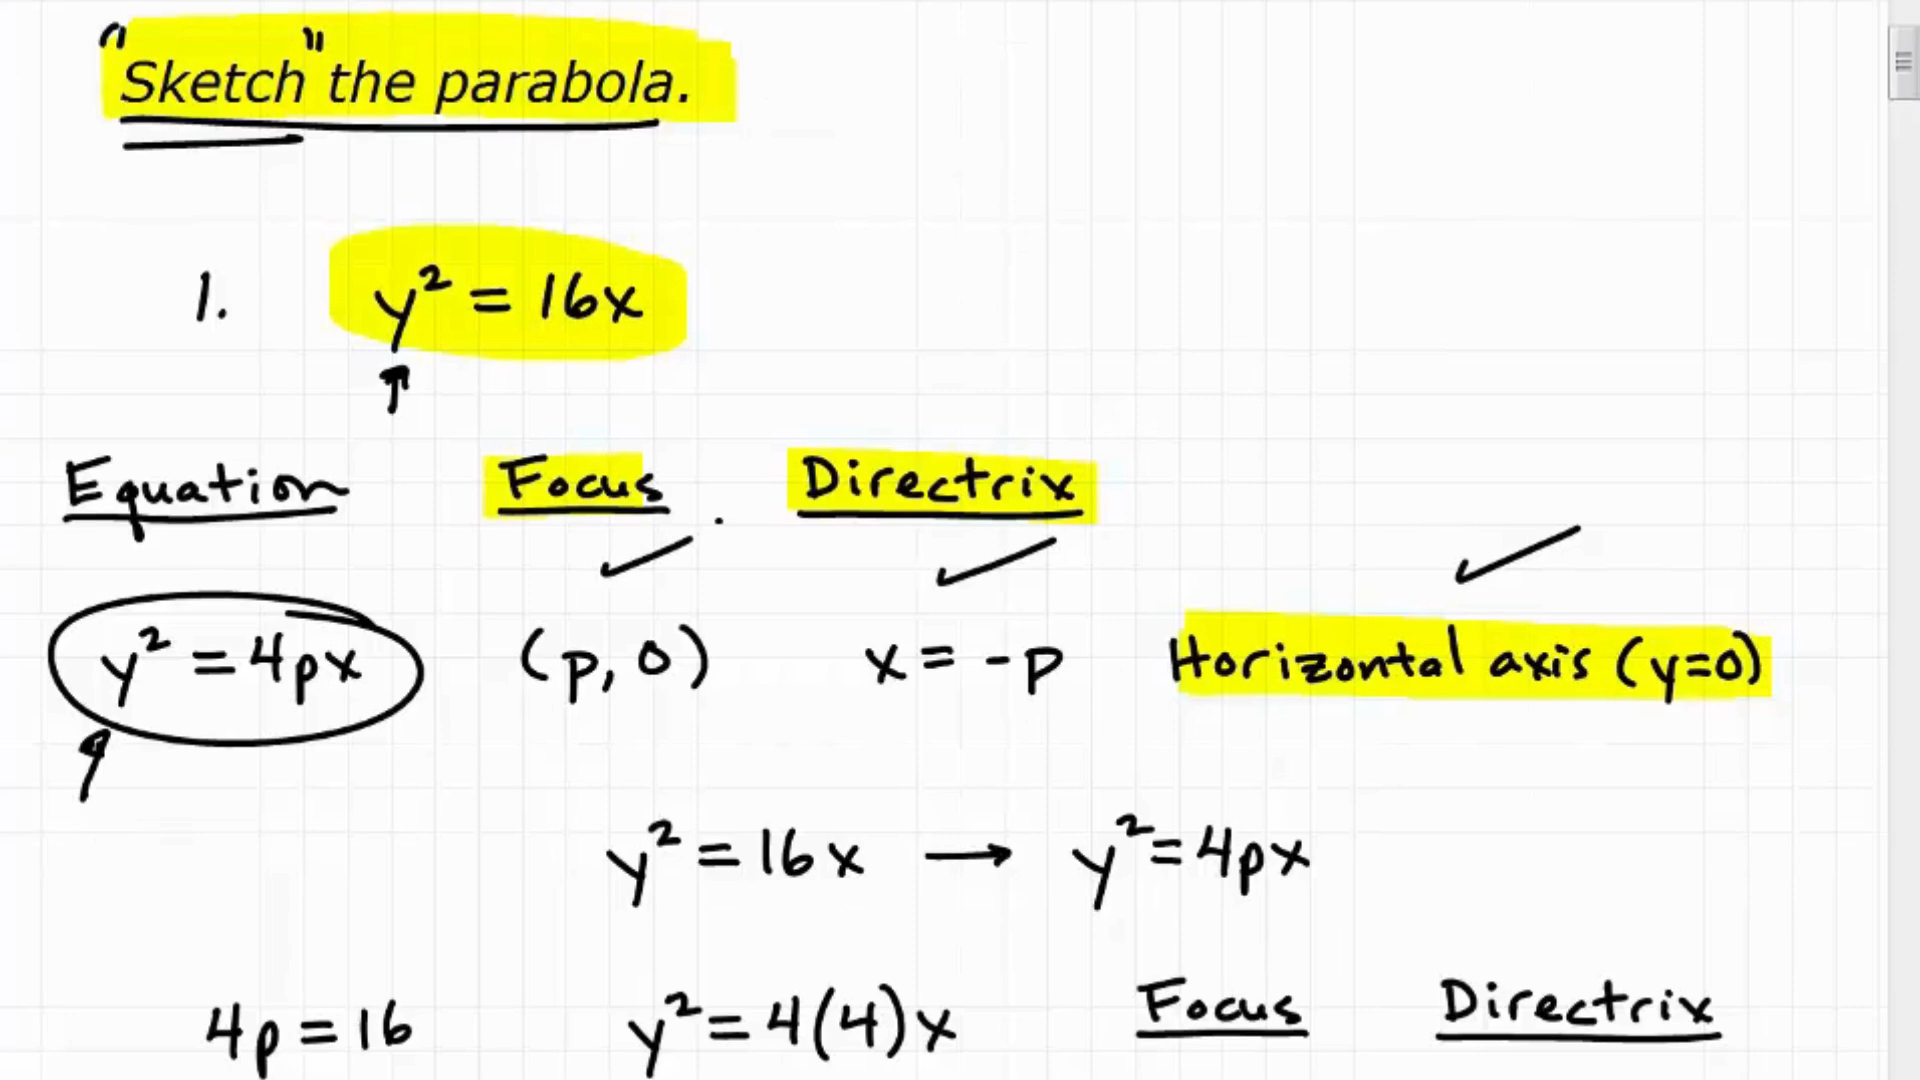 "Sketch" the parabola.
1. y² = 16x
Equation Focus Directrix
y² = 4px (p, 0) x = -p Horizontal axis (y=0)
y² = 16x → y² = 4px
4p = 16 y² = 4(4)x Focus Directrix